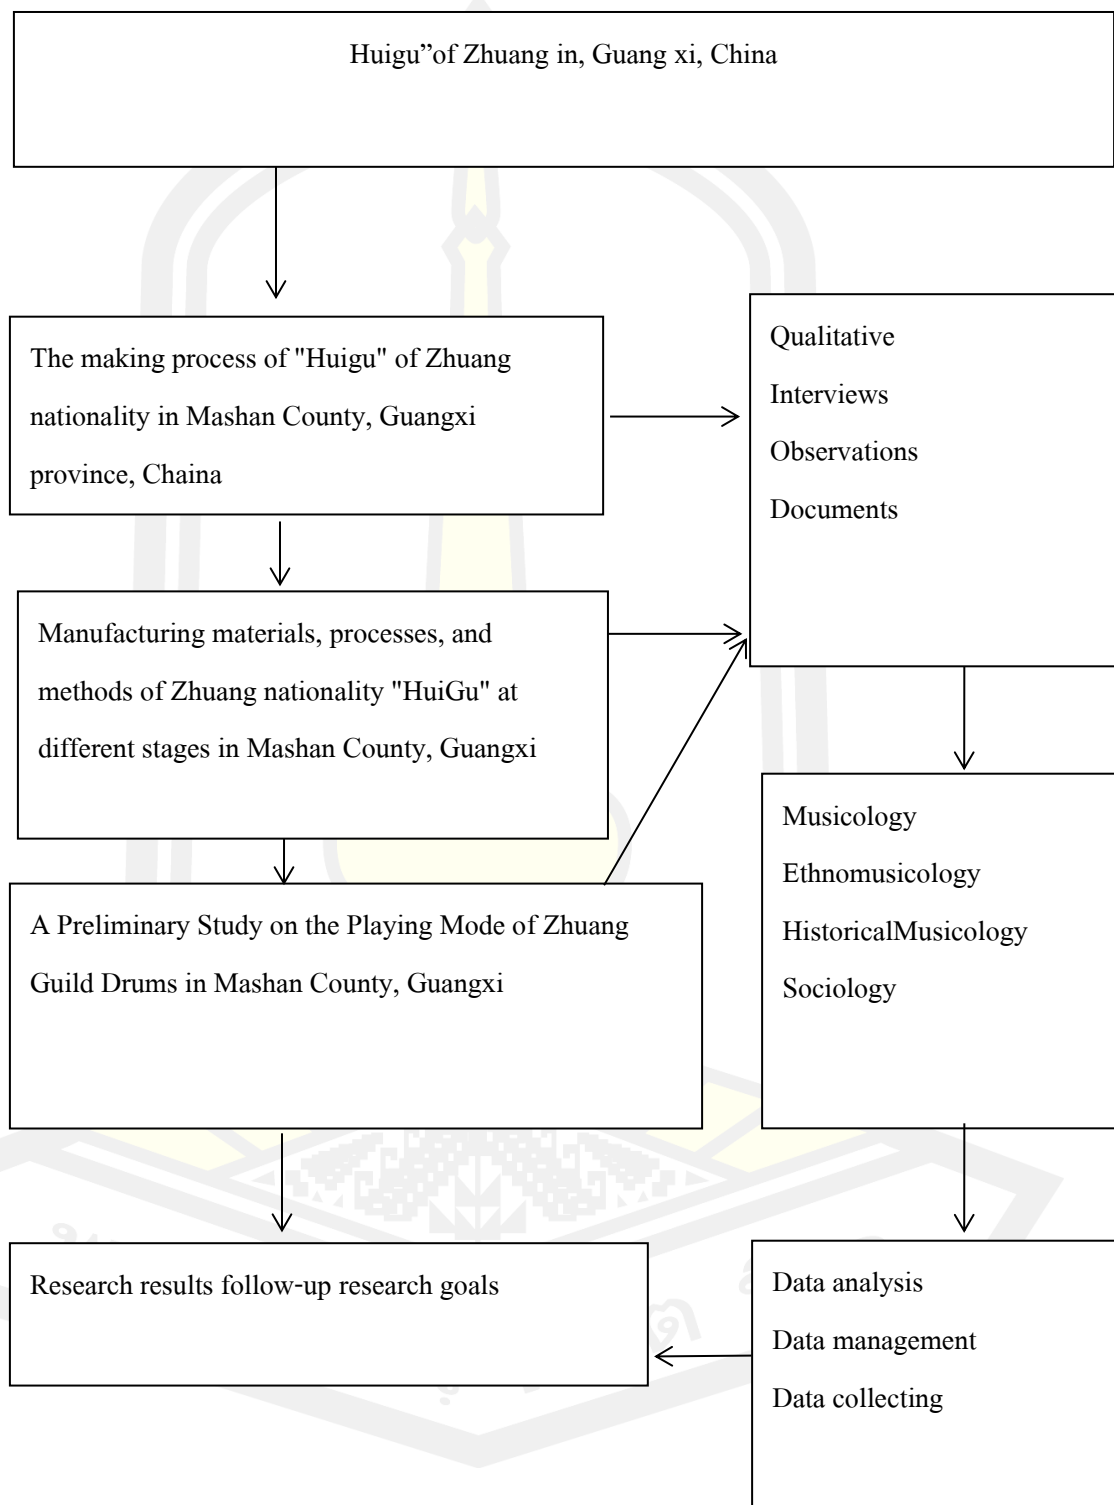 Huigu”of Zhuang in, Guang xi, China
The making process of "Huigu" of Zhuang
nationality in Mashan County, Guangxi
province, Chaina
Qualitative
Interviews
Observations
Documents
Manufacturing materials, processes, and
methods of Zhuang nationality "HuiGu" at
different stages in Mashan County, Guangxi
Musicology
Ethnomusicology
HistoricalMusicology
Sociology
A Preliminary Study on the Playing Mode of Zhuang
Guild Drums in Mashan County, Guangxi
Research results follow-up research goals
Data analysis
Data management
Data collecting